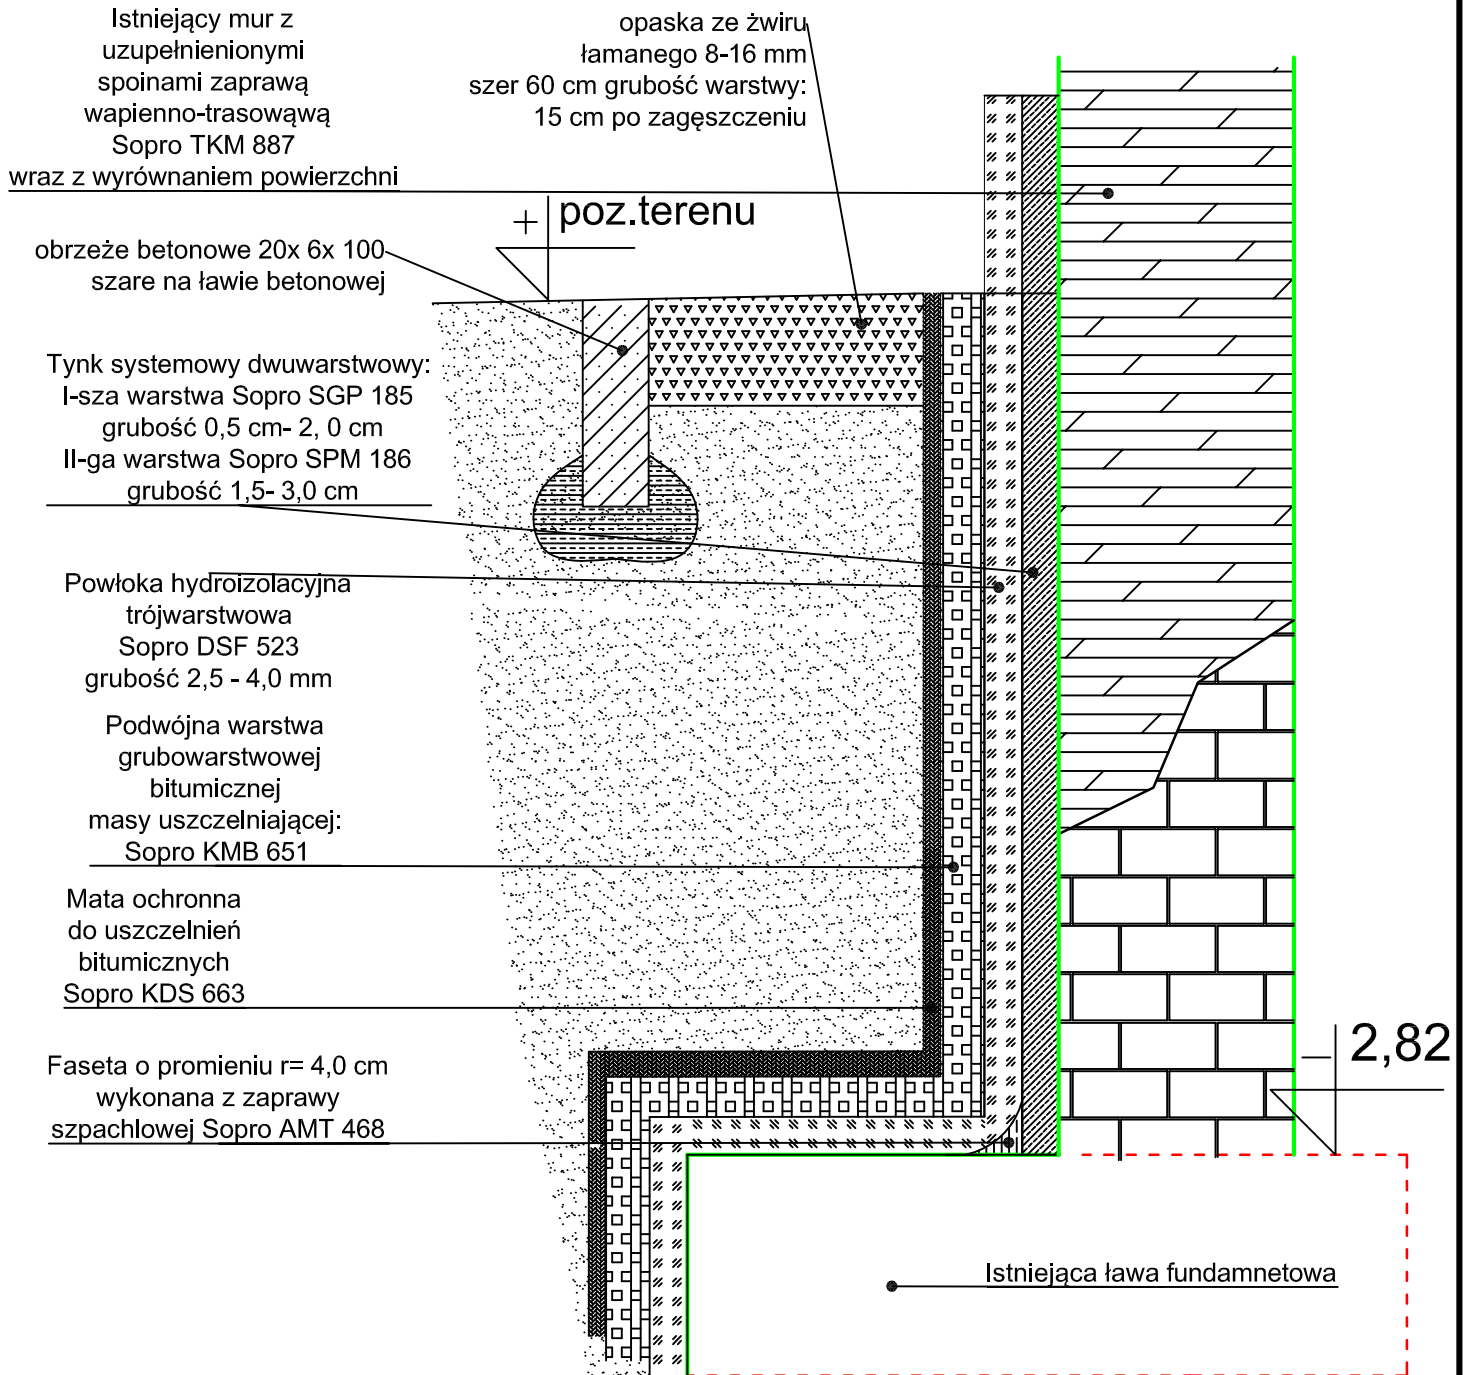 Istniejący mur z
uzupełnienionymi
spoinami zaprawą
wapienno-trasowąwą
Sopro TKM 887
wraz z wyrównaniem powierzchni
opaska ze żwiru
łamanego 8-16 mm
szer 60 cm grubość warstwy:
15 cm po zagęszczeniu
+ poz.terenu
obrzeże betonowe 20x 6x 100
szare na ławie betonowej
Tynk systemowy dwuwarstwowy:
I-sza warstwa Sopro SGP 185
grubość 0,5 cm- 2, 0 cm
II-ga warstwa Sopro SPM 186
grubość 1,5- 3,0 cm
Powłoka hydroizolacyjna
trójwarstwowa
Sopro DSF 523
grubość 2,5 - 4,0 mm
Podwójna warstwa
grubowarstwowej
bitumicznej
masy uszczelniającej:
Sopro KMB 651
Mata ochronna
do uszczelnień
bitumicznych
Sopro KDS 663
Faseta o promieniu r= 4,0 cm
wykonana z zaprawy
szpachlowej Sopro AMT 468
— 2,82
Istniejąca ława fundamnetowa